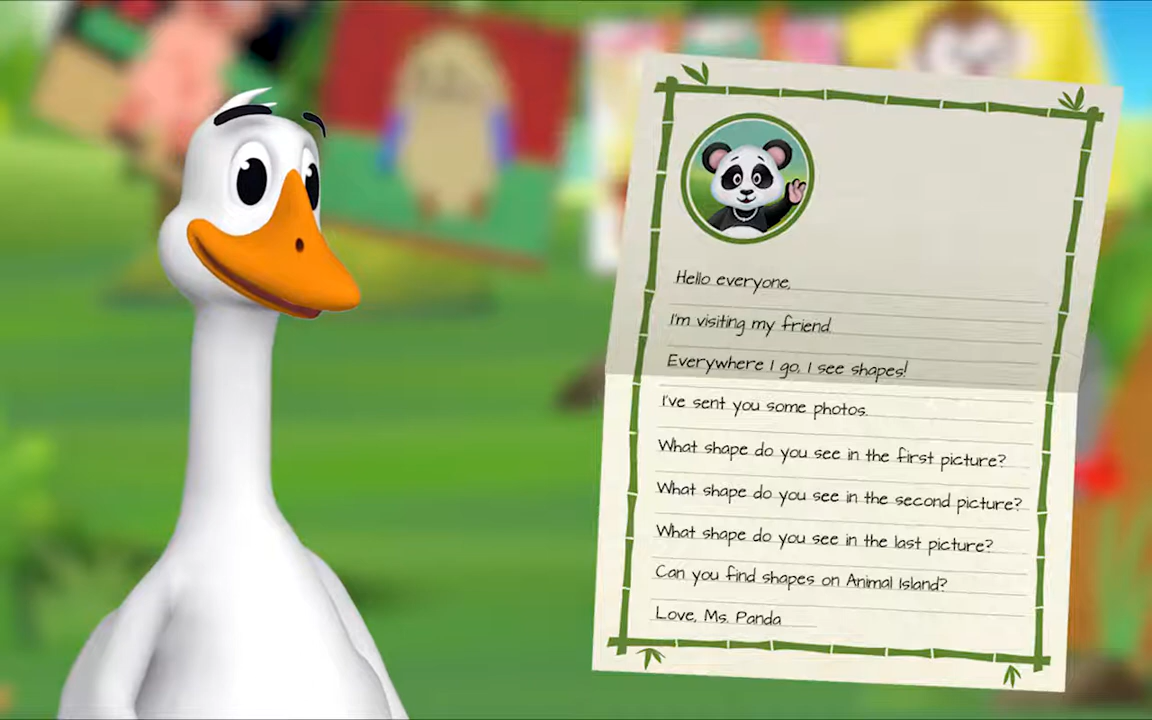 Hello everyone,
I'm visiting my friend.
Everywhere I go, I see shapes!
I've sent you some photos.
What shape do you see in the first picture?
What shape do you see in the second picture?
What shape do you see in the last picture?
Can you find shapes on Animal Island?
Love, Ms. Panda